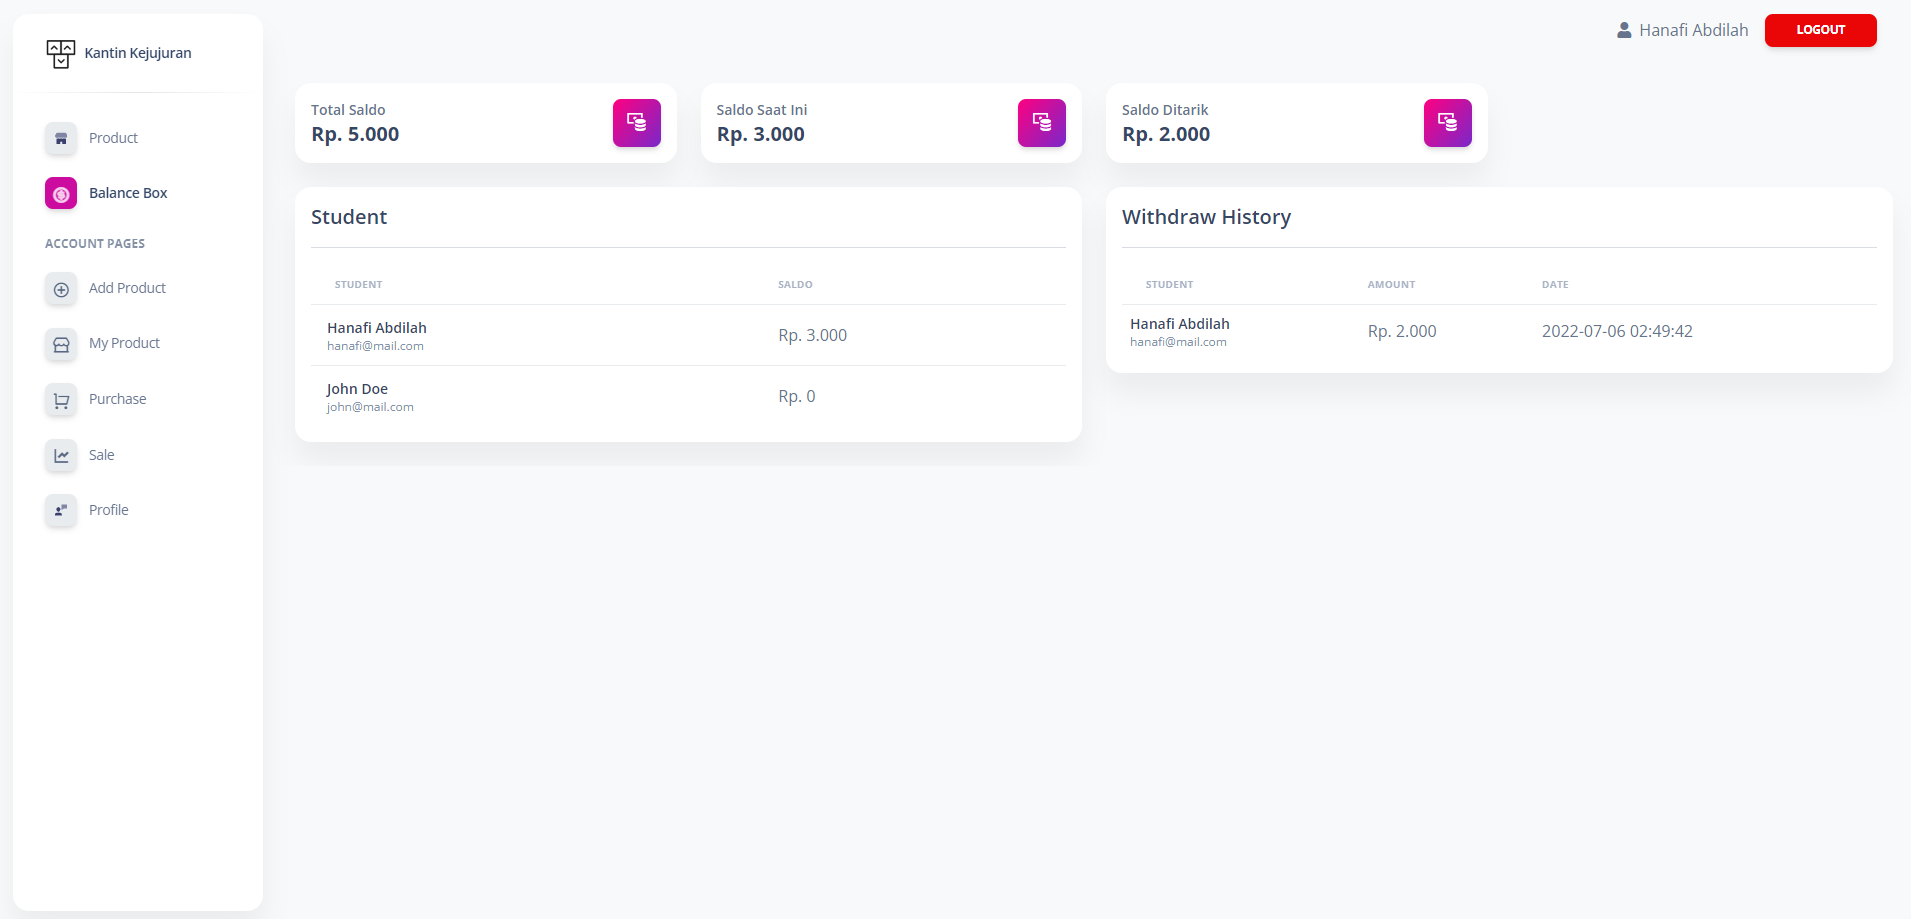 Kantin Kejujuran
Product
Balance Box
ACCOUNT PAGES
Add Product
My Product
Purchase
Sale
Profile
Hanafi Abdilah
LOGOUT
Total Saldo
Rp. 5.000
Saldo Saat Ini
Rp. 3.000
Saldo Ditarik
Rp. 2.000
Student
STUDENT SALDO
Hanafi Abdilah
hanafi@mail.com
Rp. 3.000
John Doe
john@mail.com
Rp. 0
Withdraw History
STUDENT AMOUNT DATE
Hanafi Abdilah
hanafi@mail.com
Rp. 2.000 2022-07-06 02:49:42